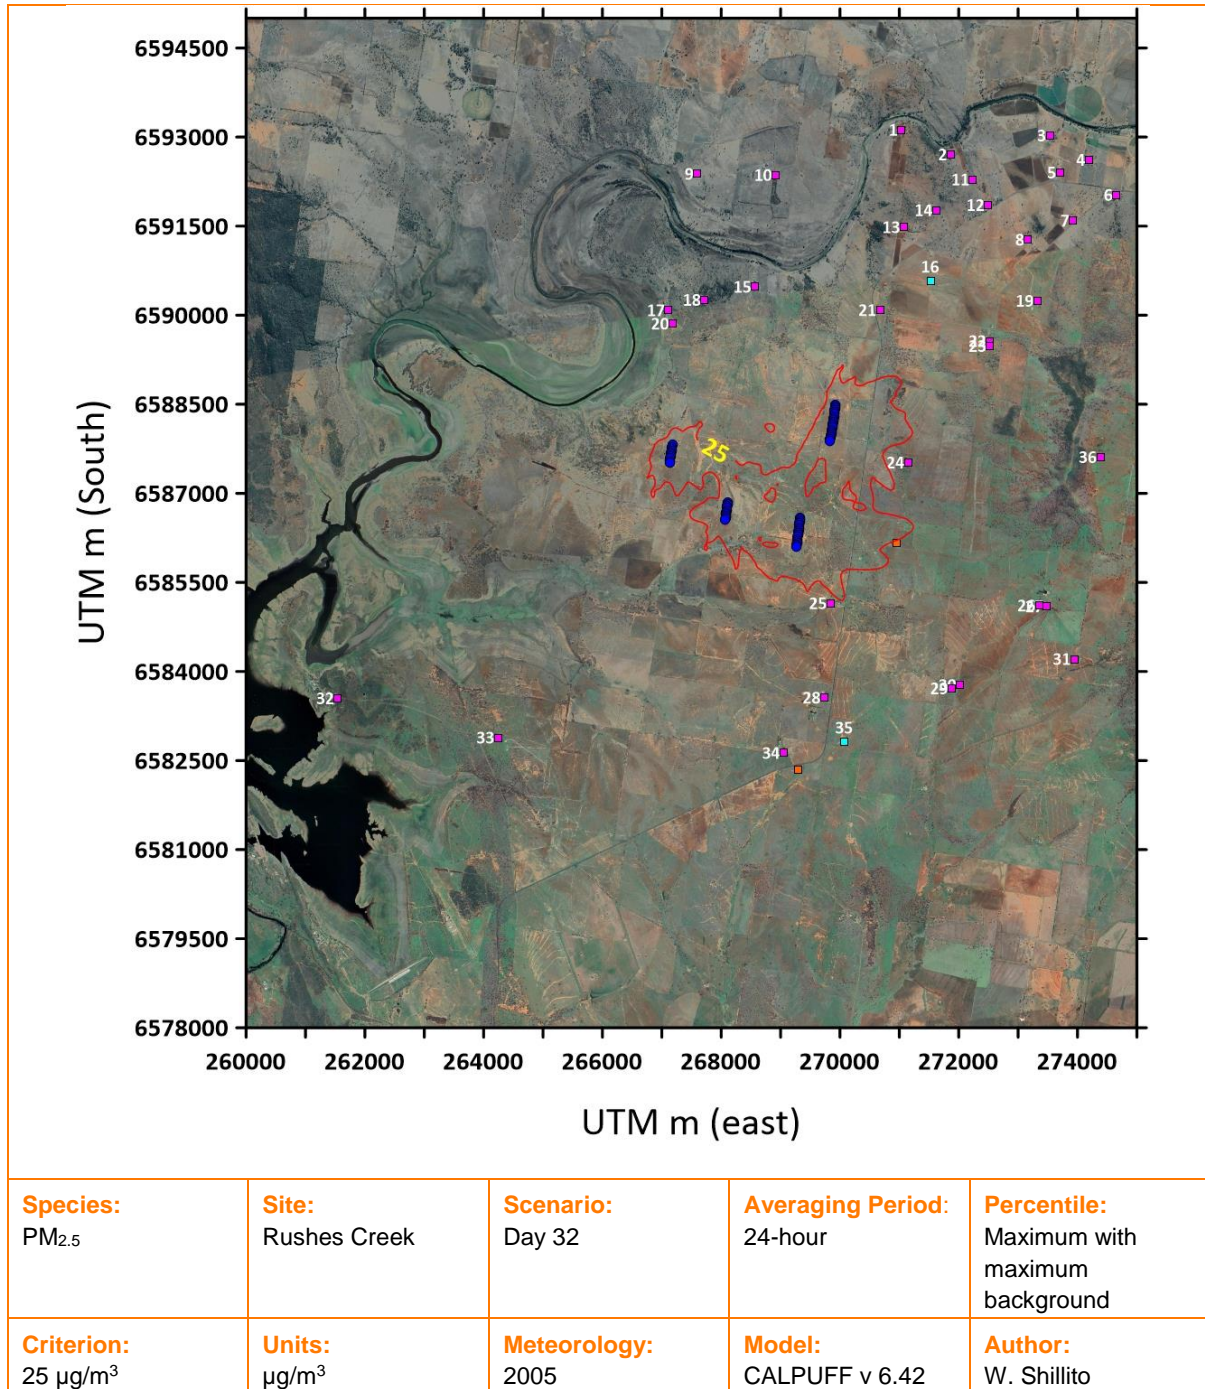 6594500
6593000
6591500
6590000
6588500
6587000
6585500
6584000
6582500
6581000
6579500
6578000
UTM m (South)
1
2
3
4
5
6
7
8
9
10
11
12
13
14
15
16
17
18
19
20
21
25
24
25
36
26
31
29
28
32
33
34
35
260000 262000 264000 266000 268000 270000 272000 274000
UTM m (east)
Species:
PM2.5
Site:
Rushes Creek
Scenario:
Day 32
Averaging Period:
24-hour
Percentile:
Maximum with
maximum
background
Criterion:
25 µg/m³
Units:
µg/m³
Meteorology:
2005
Model:
CALPUFF v 6.42
Author:
W. Shillito